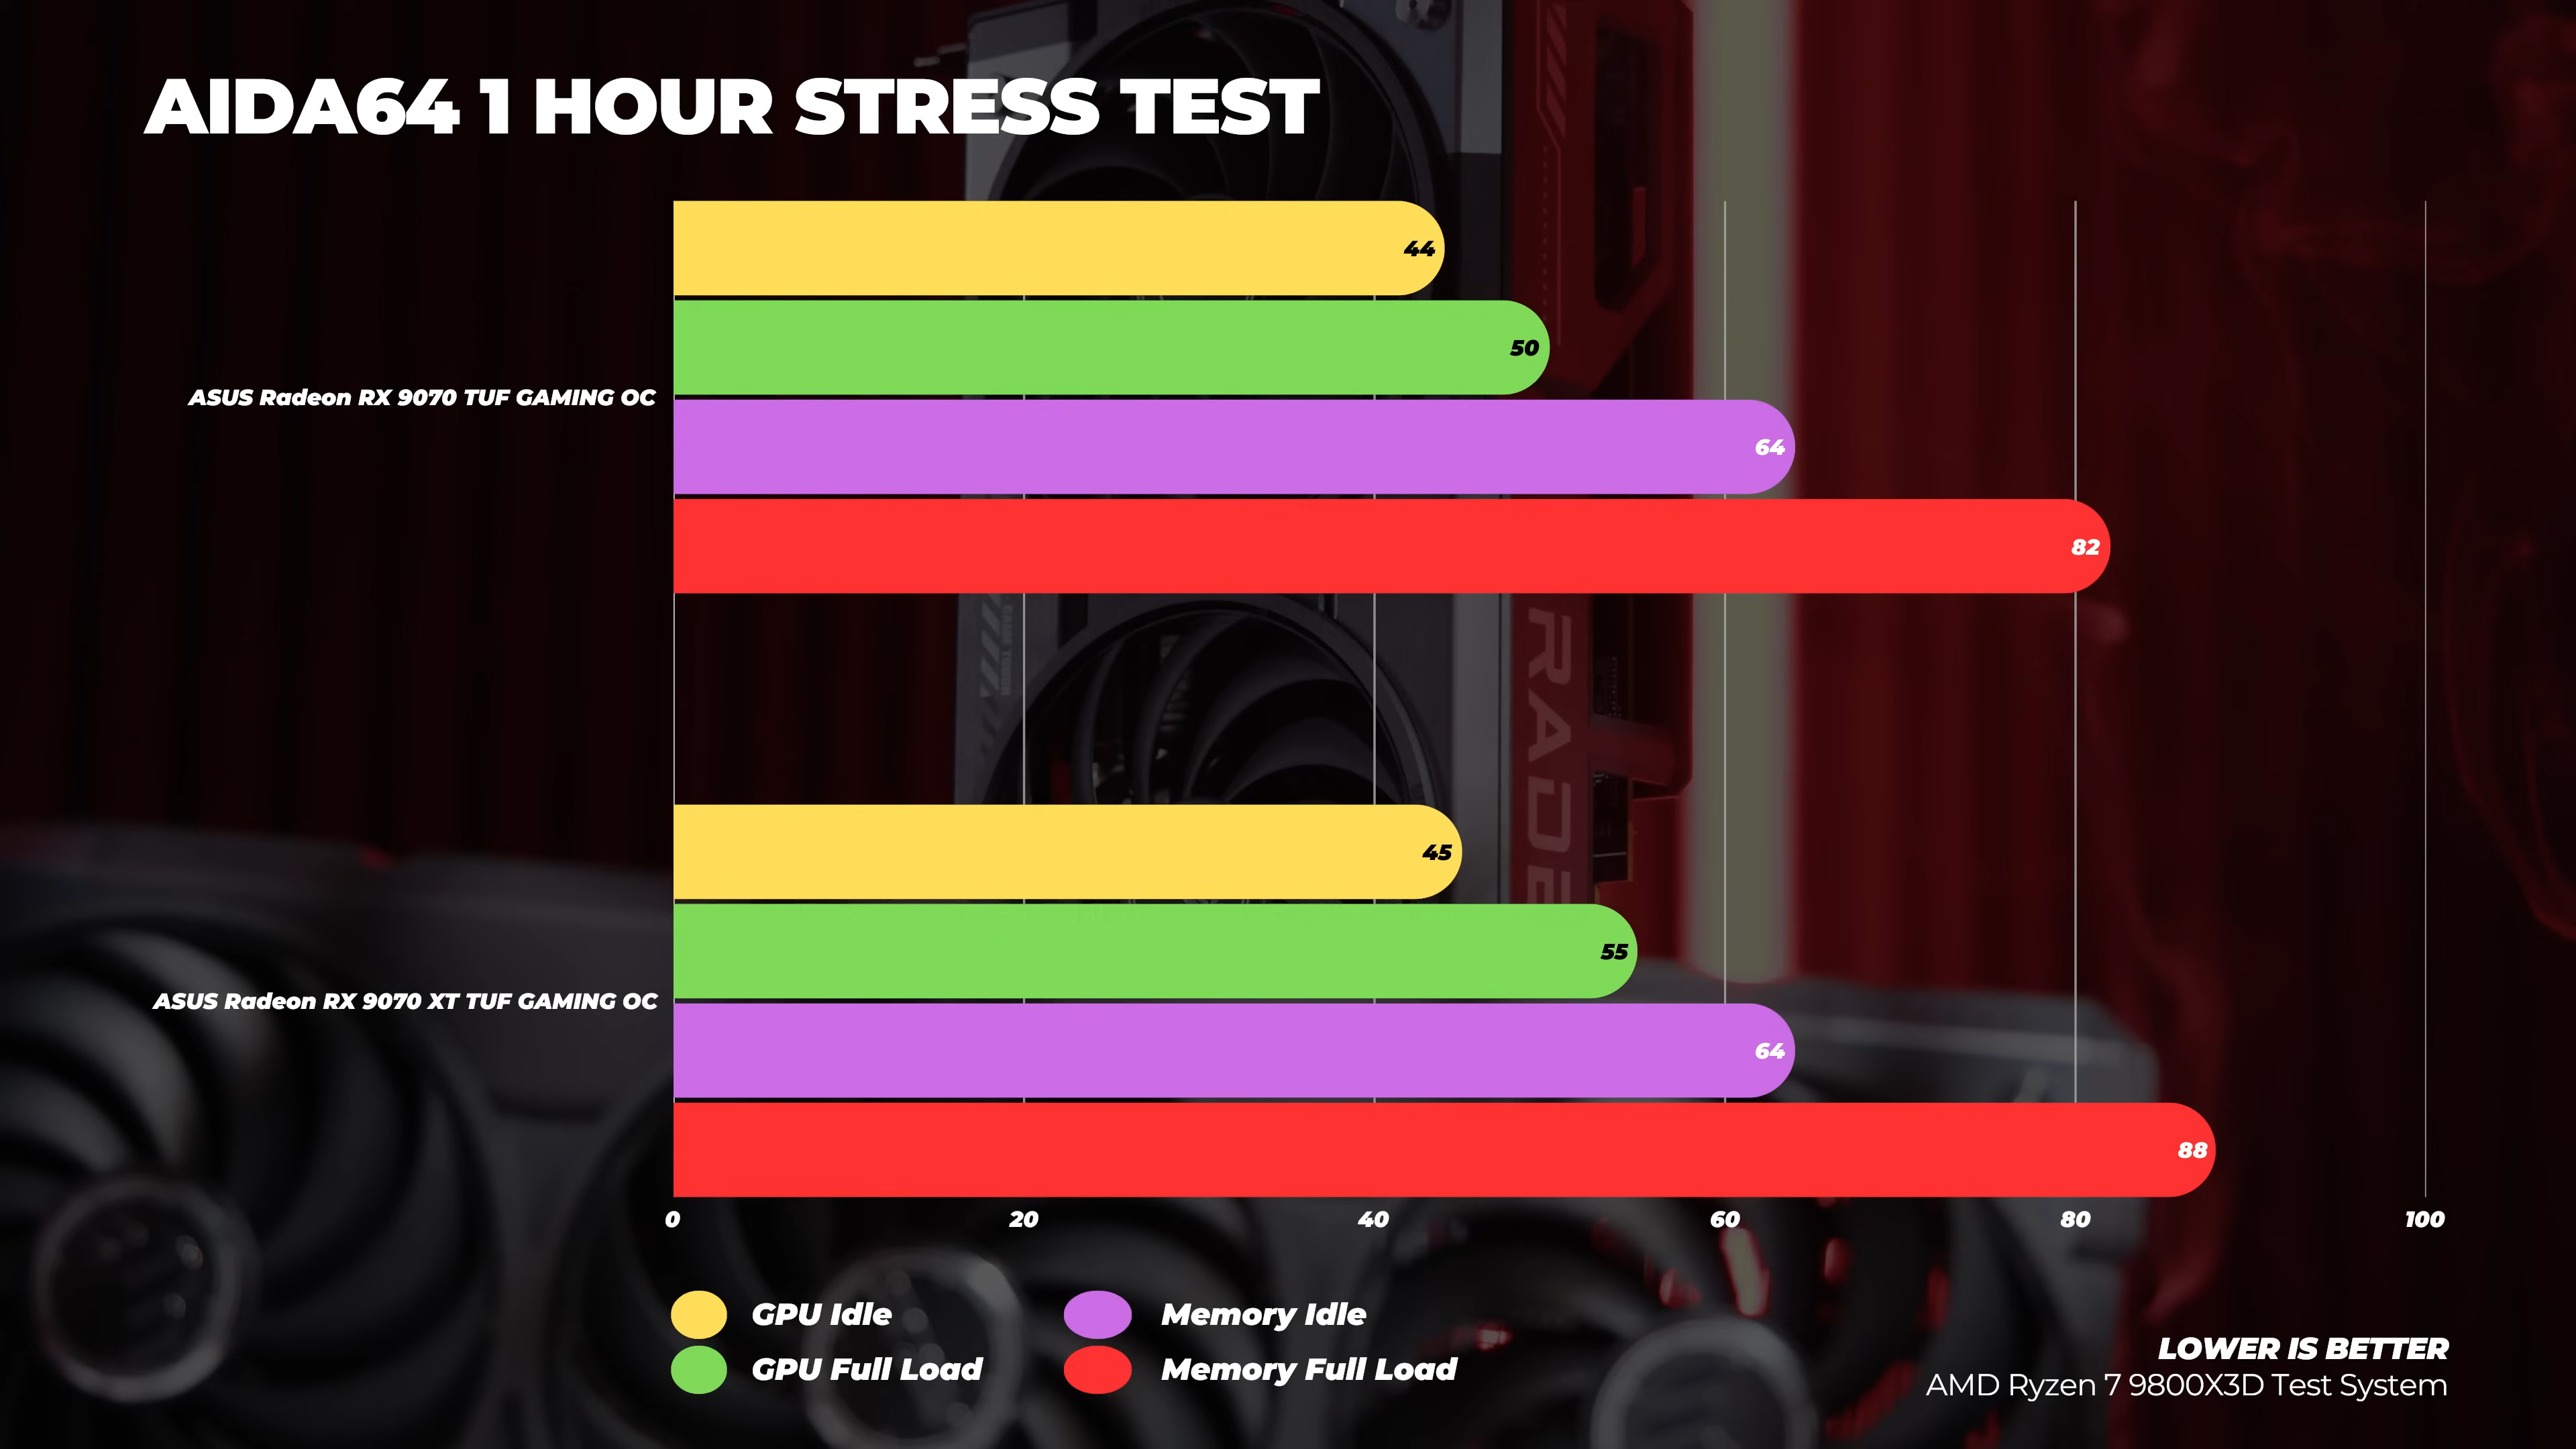 AIDA64 1 HOUR STRESS TEST
44
50
ASUS Radeon RX 9070 TUF GAMING OC
64
82
RADE
45
55
ASUS Radeon RX 9070 XT TUF GAMING OC
64
88
0 20 40 60 80 100
GPU Idle Memory Idle
GPU Full Load Memory Full Load
LOWER IS BETTER
AMD Ryzen 7 9800X3D Test System